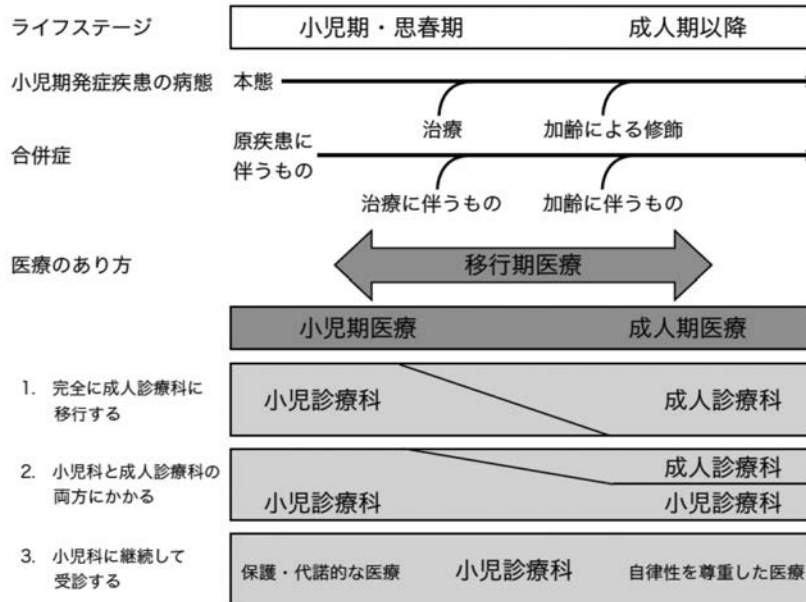 ライフステージ
小児期・思春期 成人期以降
小児期発症疾患の病態 本態
治療 加齢による修飾
合併症
原疾患に
伴うもの
治療に伴うもの 加齢に伴うもの
医療のあり方
移行期医療
小児期医療 成人期医療
1. 完全に成人診療科に
移行する
小児診療科 成人診療科
2. 小児科と成人診療科の
両方にかかる
成人診療科
小児診療科 小児診療科
3. 小児科に継続して
受診する
保護・代諾的な医療 小児診療科 自律性を尊重した医療